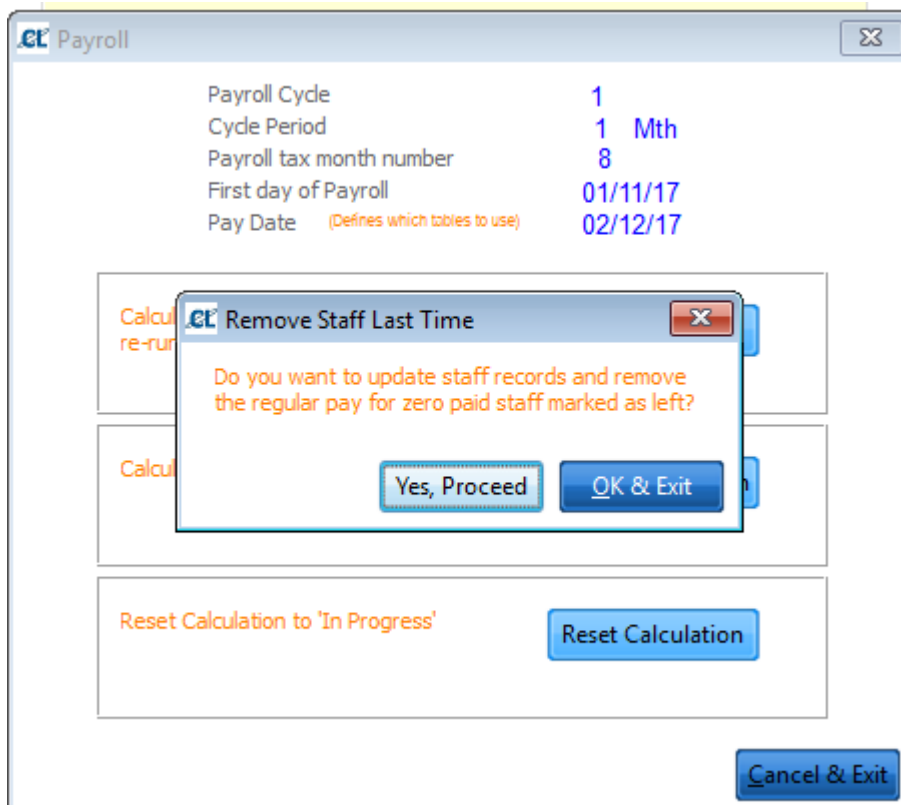 Payroll
Payroll Cycle 1
Cycle Period 1 Mth
Payroll tax month number 8
First day of Payroll 01/11/17
Pay Date (Defines which tables to use) 02/12/17
Remove Staff Last Time
Do you want to update staff records and remove
the regular pay for zero paid staff marked as left?
Yes, Proceed OK & Exit
Reset Calculation to 'In Progress'
Reset Calculation
Cancel & Exit